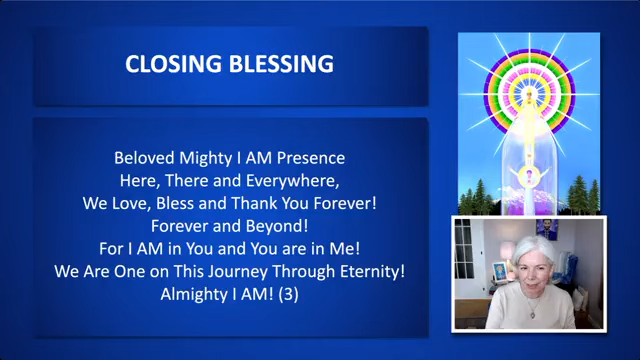 CLOSING BLESSING
Beloved Mighty I AM Presence
Here, There and Everywhere,
We Love, Bless and Thank You Forever!
Forever and Beyond!
For I AM in You and You are in Me!
We Are One on This Journey Through Eternity!
Almighty I AM! (3)